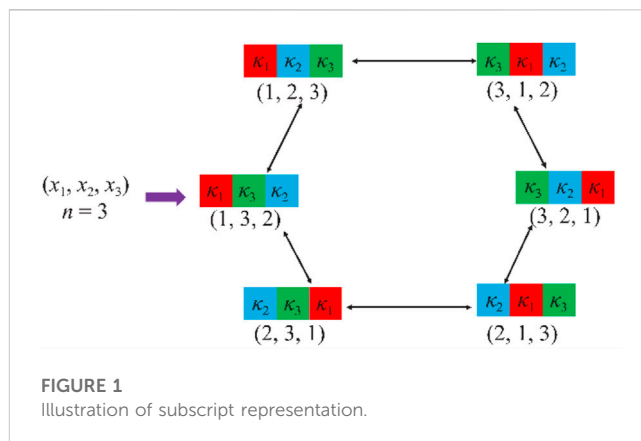 κ₁ κ₂ κ₃
(1, 2, 3)
κ₃ κ₁ κ₂
(3, 1, 2)
(x₁, x₂, x₃)
n = 3
κ₁ κ₃ κ₂
(1, 3, 2)
κ₃ κ₂ κ₁
(3, 2, 1)
κ₂ κ₃ κ₁
(2, 3, 1)
κ₂ κ₁ κ₃
(2, 1, 3)
FIGURE 1
Illustration of subscript representation.